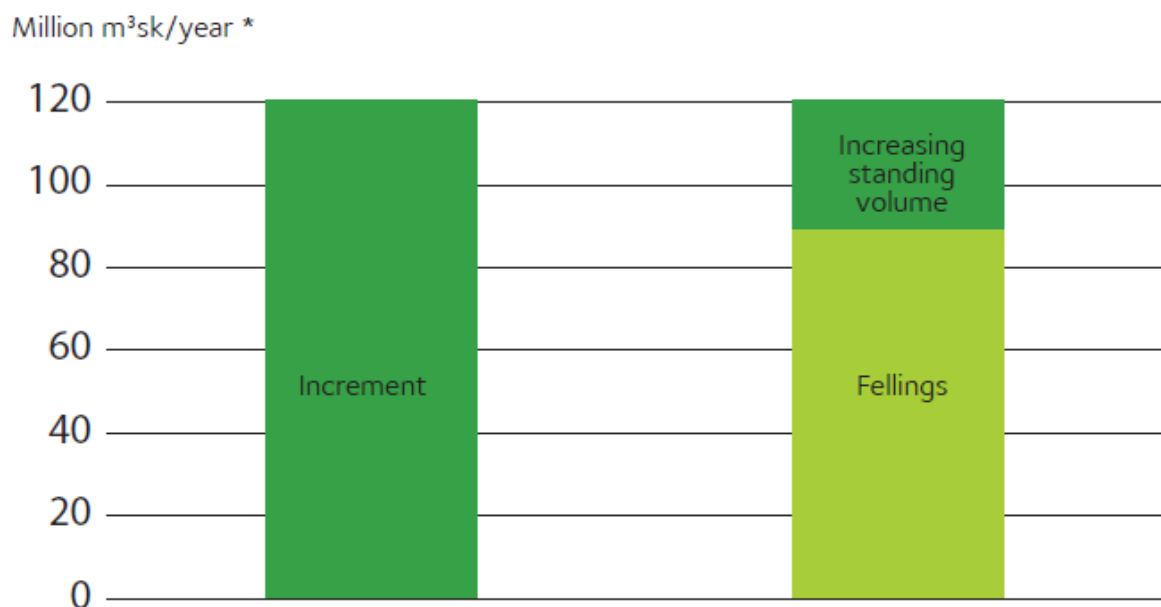 Million m³sk/year *
120
100
80
60
40
20
0
Increment
Increasing
standing
volume
Fellings